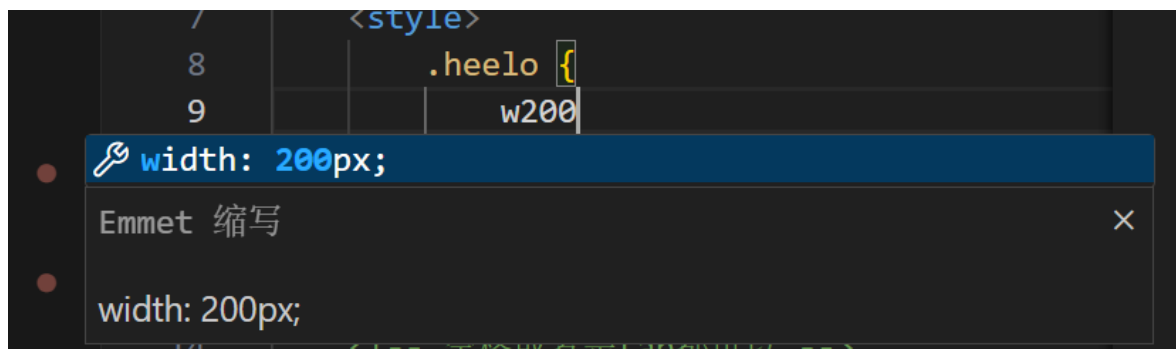 7 <style>
8 .heelo {
9 w200
width: 200px;
Emmet 缩写
width: 200px;